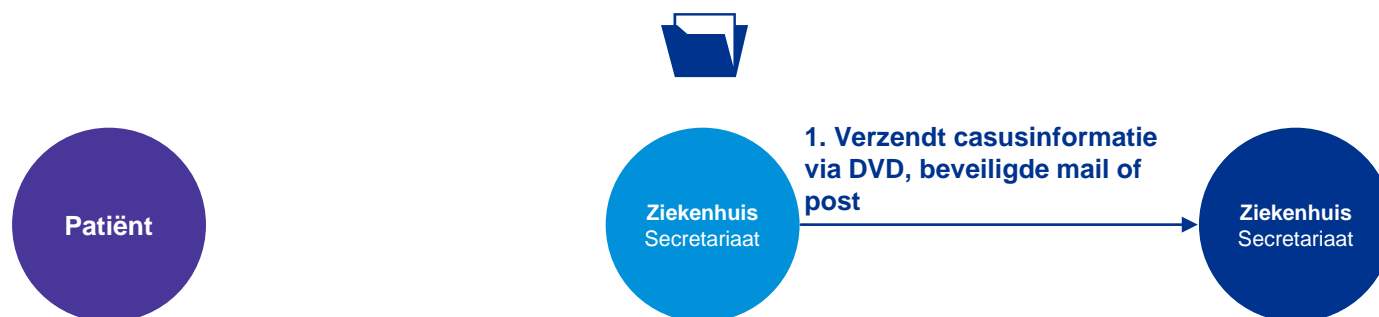 Patiënt
Ziekenhuis
Secretariaat
1. Verzendt casusinformatie
via DVD, beveiligde mail of
post
Ziekenhuis
Secretariaat